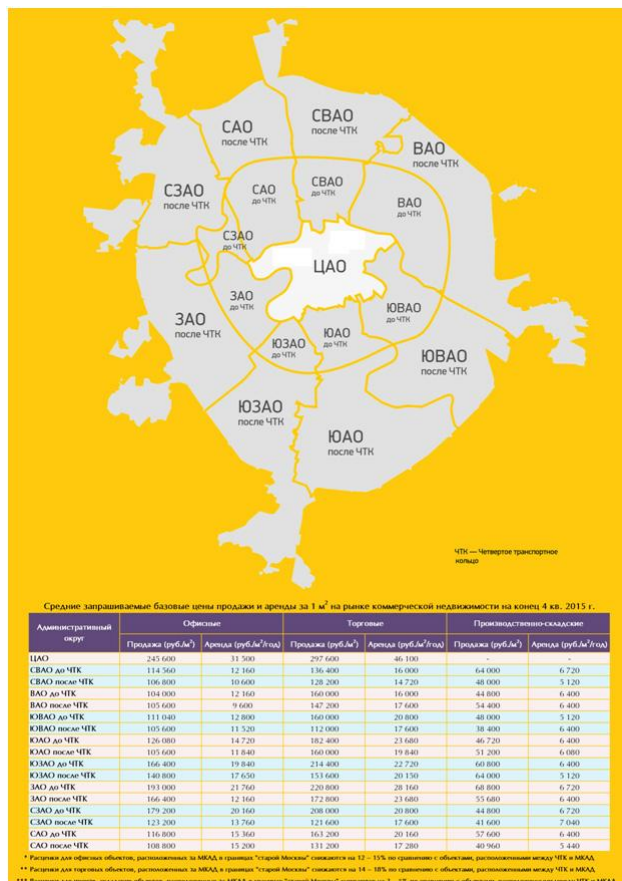 СВАО
после ЧТК
САО
после ЧТК
ВАО
после ЧТК
СЗАО
после ЧТК
САО
до ЧТК
СВАО
до ЧТК
ВАО
до ЧТК
СЗАО
до ЧТК
ЦАО
ЗАО
до ЧТК
ЮВАО
до ЧТК
ЗАО
после ЧТК
ЮЗАО
до ЧТК
ЮАО
до ЧТК
ЮВАО
после ЧТК
ЮЗАО
после ЧТК
ЮАО
после ЧТК
ЧТК — Четвертое транспортное
кольцо
Средние запрашиваемые базовые цены продажи и аренды за 1 м² на рынке коммерческой недвижимости на конец 4 кв. 2015 г.
Административный округ Офисные Торговые Производственно-складские
Продажа (руб./м²) Аренда (руб./м²/год) Продажа (руб./м²) Аренда (руб./м²/год) Продажа (руб./м²) Аренда (руб./м²/год)
ЦАО 245 600 31 500 297 600 46 100 - -
СВАО до ЧТК 114 560 12 160 136 400 16 000 64 000 6 720
СВАО после ЧТК 106 800 10 600 128 200 14 720 48 000 5 120
ВАО до ЧТК 104 000 12 160 160 000 16 000 44 800 6 400
ВАО после ЧТК 105 600 9 600 147 200 17 600 54 400 6 400
ЮВАО до ЧТК 111 040 12 800 160 000 20 800 48 000 5 120
ЮВАО после ЧТК 105 600 11 520 112 000 17 600 38 400 6 400
ЮАО до ЧТК 126 080 14 720 182 400 23 680 46 720 6 400
ЮАО после ЧТК 105 600 11 840 160 000 19 840 51 200 6 080
ЮЗАО до ЧТК 166 400 19 840 214 400 22 720 60 800 6 400
ЮЗАО после ЧТК 140 800 17 650 153 600 20 150 64 000 5 120
ЗАО до ЧТК 193 000 21 760 220 800 28 160 68 800 6 720
ЗАО после ЧТК 166 400 12 160 172 800 23 680 55 680 6 400
СЗАО до ЧТК 179 200 20 160 208 000 20 800 44 800 6 720
СЗАО после ЧТК 123 200 13 760 121 600 17 600 41 600 7 040
САО до ЧТК 116 800 15 360 163 200 20 160 57 600 6 400
САО после ЧТК 108 800 15 200 131 200 17 280 40 960 5 440
* Расценки для офисных объектов, расположенных за МКАД в границах "старой Москвы" снижаются на 12 – 15% по сравнению с объектами, расположенными между ЧТК и МКАД
** Расценки для торговых объектов, расположенных за МКАД в границах "старой Москвы" снижаются на 14 – 18% по сравнению с объектами, расположенными между ЧТК и МКАД